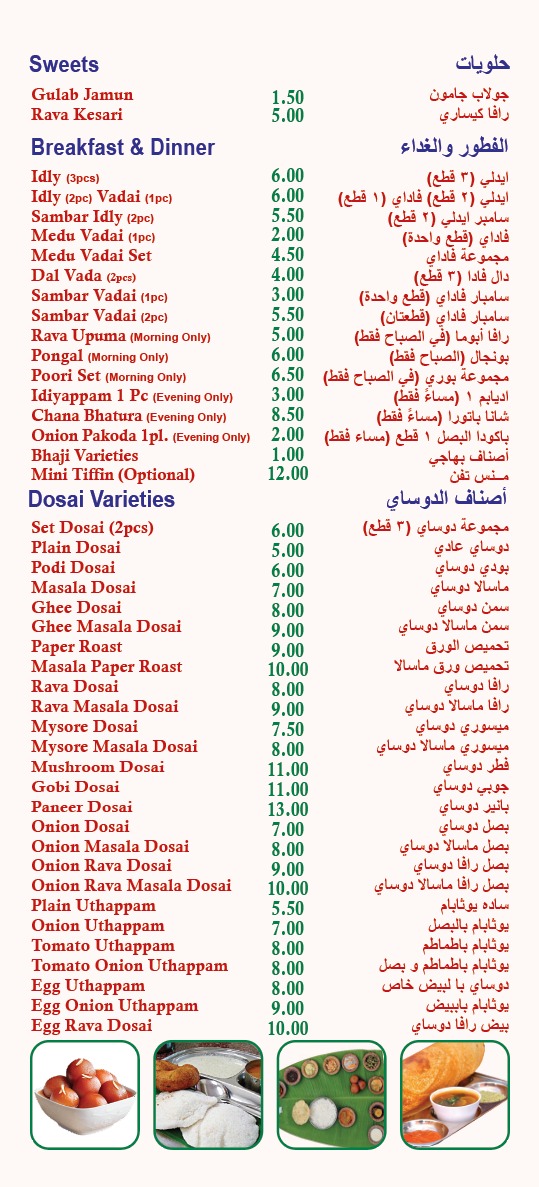 Sweets حلويات
Gulab Jamun 1.50 جولاب جامون
Rava Kesari 5.00 رافا كيساري
Breakfast & Dinner الفطور والغداء
Idly (3pcs) 6.00 ايدلي (٣ قطع)
Idly (2pc) Vadai (1pc) 6.00 ايدلي (٢ قطع) فاداي (١ قطع)
Sambar Idly (2pc) 5.50 سامبر ايدلي (٢ قطع)
Medu Vadai (1pc) 2.00 فاداي (قطع واحدة)
Medu Vadai Set 4.50 مجموعة فاداي
Dal Vada (2pcs) 4.00 دال فادا (٣ قطع)
Sambar Vadai (1pc) 3.00 سامبار فاداي (قطع واحدة)
Sambar Vadai (2pc) 5.50 سامبار فاداي (قطعتان)
Rava Upuma (Morning Only) 5.00 رافا أبوما (في الصباح فقط)
Pongal (Morning Only) 6.00 بونجال (الصباح فقط)
Poori Set (Morning Only) 6.50 مجموعة بوري (في الصباح فقط)
Idiyappam 1 Pc (Evening Only) 3.00 اديابم ١ (مساءً فقط)
Chana Bhatura (Evening Only) 8.50 شانا باتورا (مساءً فقط)
Onion Pakoda 1pl. (Evening Only) 2.00 باكودا البصل ١ قطع (مساء فقط)
Bhaji Varieties 1.00 أصناف بهاجي
Mini Tiffin (Optional) 12.00 مــنس تفن
Dosai Varieties أصناف الدوساي
Set Dosai (2pcs) 6.00 مجموعة دوساي (٣ قطع)
Plain Dosai 5.00 دوساي عادي
Podi Dosai 6.00 بودي دوساي
Masala Dosai 7.00 ماسالا دوساي
Ghee Dosai 8.00 سمن دوساي
Ghee Masala Dosai 9.00 سمن ماسالا دوساي
Paper Roast 9.00 تحميص الورق
Masala Paper Roast 10.00 تحميص ورق ماسالا
Rava Dosai 8.00 رافا دوساي
Rava Masala Dosai 9.00 رافا ماسالا دوساي
Mysore Dosai 7.50 ميسوري دوساي
Mysore Masala Dosai 8.00 ميسوري ماسالا دوساي
Mushroom Dosai 11.00 فطر دوساي
Gobi Dosai 11.00 جوبي دوساي
Paneer Dosai 13.00 بانير دوساي
Onion Dosai 7.00 بصل دوساي
Onion Masala Dosai 8.00 بصل ماسالا دوساي
Onion Rava Dosai 9.00 بصل رافا دوساي
Onion Rava Masala Dosai 10.00 بصل رافا ماسالا دوساي
Plain Uthappam 5.50 ساده يوثابام
Onion Uthappam 7.00 يوثابام بالبصل
Tomato Uthappam 8.00 يوثابام باطماطم
Tomato Onion Uthappam 8.00 يوثابام باطماطم و بصل
Egg Uthappam 8.00 دوساي با لبيض خاص
Egg Onion Uthappam 9.00 يوثابام باببيض
Egg Rava Dosai 10.00 بيض رافا دوساي